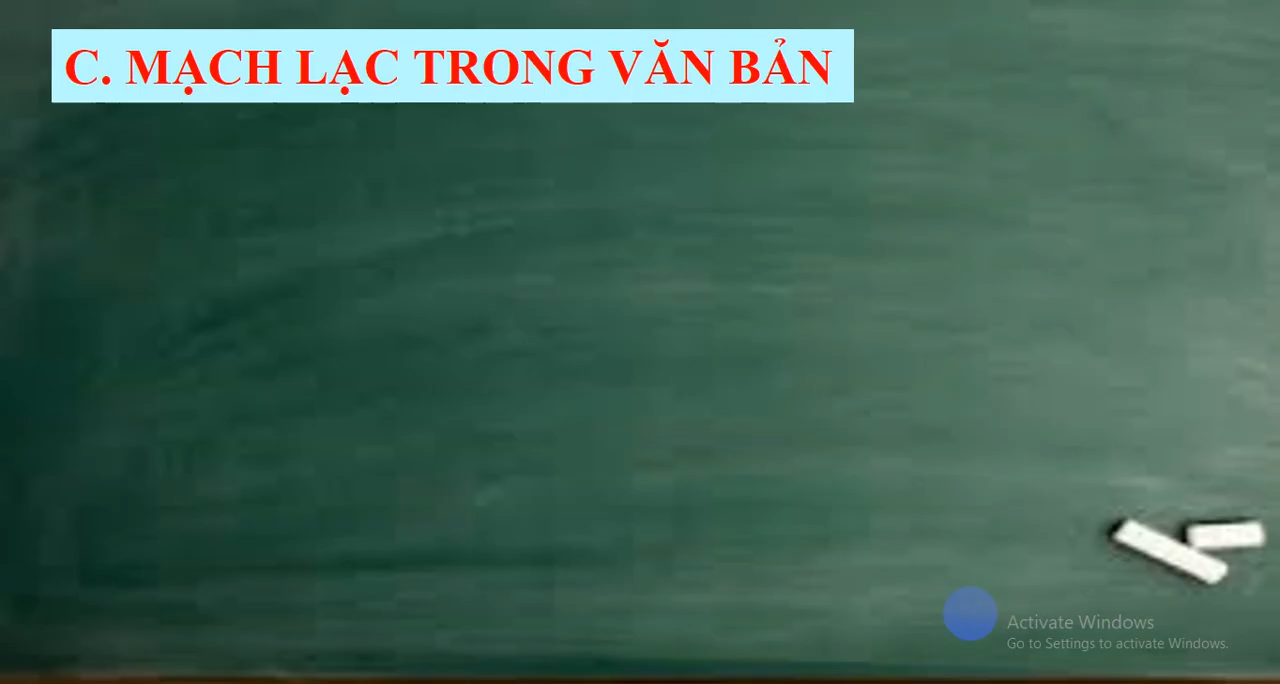 C. MẠCH LẠC TRONG VĂN BẢN
Activate Windows
Go to Settings to activate Windows.